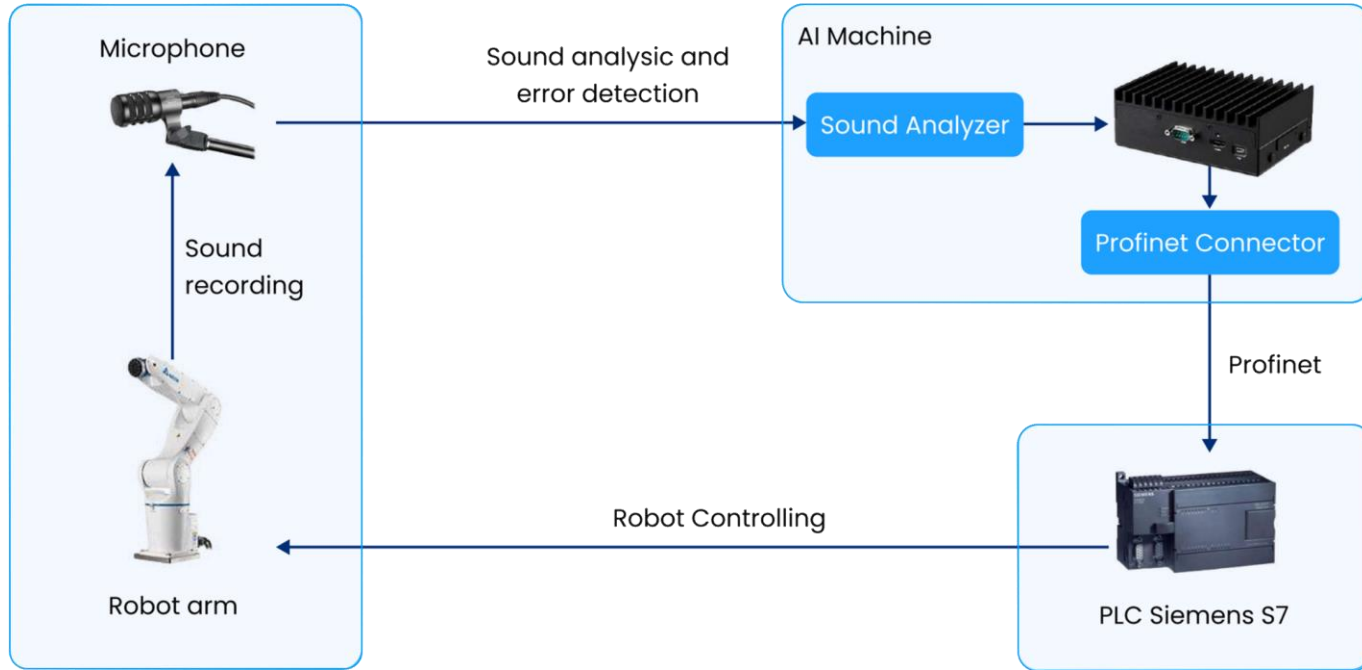 Microphone
Sound analysic and
error detection
AI Machine
Sound Analyzer
Profinet Connector
Sound
recording
Profinet
Robot Controlling
Robot arm
SIEMENS
PLC Siemens S7